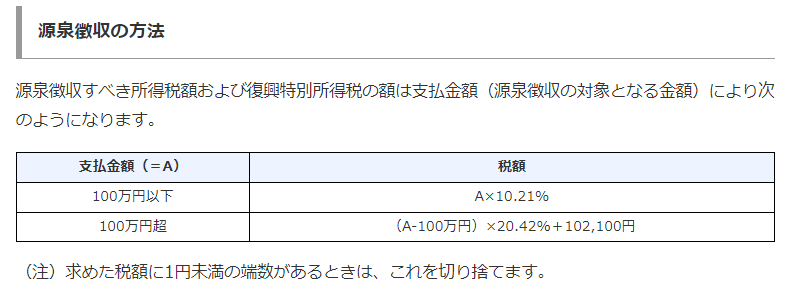 源泉徴収の方法
源泉徴収すべき所得税額および復興特別所得税の額は支払金額（源泉徴収の対象となる金額）により次
のようになります。
支払金額（＝A） 税額
100万円以下 A×10.21%
100万円超 （A-100万円）×20.42%＋102,100円
（注）求めた税額に1円未満の端数があるときは、これを切り捨てます。